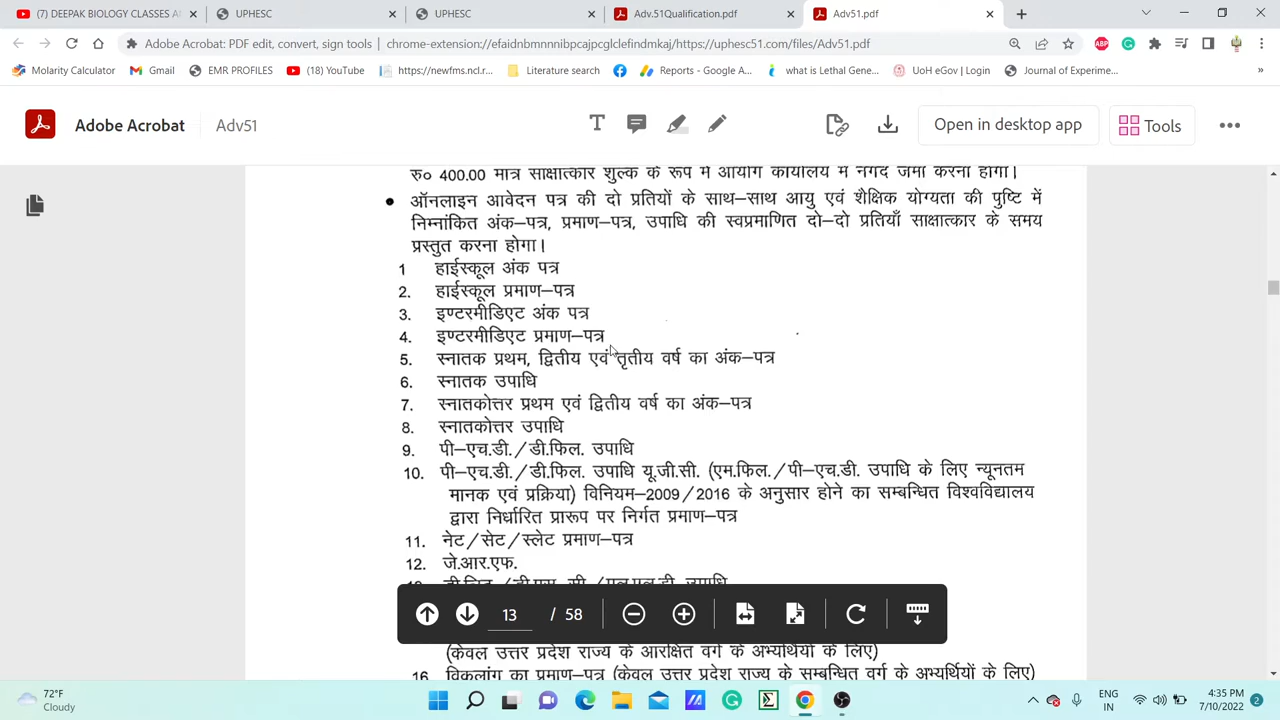 (7) DEEPAK BIOLOGY CLASSES A
UPHESC
UPHESC
Adv.51Qualification.pdf
Adv51.pdf
Adobe Acrobat: PDF edit, convert, sign tools
chrome-extension://efaidnbmnnnibpcajpcglclefindmkaj/https://uphesc51.com/files/Adv51.pdf
ABP
Molarity Calculator
Gmail
EMR PROFILES
(18) YouTube
https://newfms.ncl.r...
Literature search
Reports - Google A...
what is Lethal Gene...
UoH eGov | Login
Journal of Experime...
Adobe Acrobat
Adv51
Open in desktop app
Tools
रु० 400.00 मात्र साक्षात्कार शुल्क के रूप में आयोग कार्यालय में नगद जमा करना होगा।
• ऑनलाइन आवेदन पत्र की दो प्रतियों के साथ–साथ आयु एवं शैक्षिक योग्यता की पुष्टि में
निम्नांकित अंक–पत्र, प्रमाण–पत्र, उपाधि की स्वप्रमाणित दो–दो प्रतियाँ साक्षात्कार के समय
प्रस्तुत करना होगा।
1 हाईस्कूल अंक पत्र
2. हाईस्कूल प्रमाण–पत्र
3. इण्टरमीडिएट अंक पत्र
4. इण्टरमीडिएट प्रमाण–पत्र
5. स्नातक प्रथम, द्वितीय एवं तृतीय वर्ष का अंक–पत्र
6. स्नातक उपाधि
7. स्नातकोत्तर प्रथम एवं द्वितीय वर्ष का अंक–पत्र
8. स्नातकोत्तर उपाधि
9. पी–एच.डी./डी.फिल. उपाधि
10. पी–एच.डी./डी.फिल. उपाधि यू.जी.सी. (एम.फिल./पी–एच.डी. उपाधि के लिए न्यूनतम
मानक एवं प्रक्रिया) विनियम–2009/2016 के अनुसार होने का सम्बन्धित विश्वविद्यालय
द्वारा निर्धारित प्रारूप पर निर्गत प्रमाण–पत्र
11. नेट/सेट/स्लेट प्रमाण–पत्र
12. जे.आर.एफ.
13. डी.लिट./डी.एस. सी./एल.एल.डी. उपाधि
13 / 58
(केवल उत्तर प्रदेश राज्य के आरक्षित वर्ग के अभ्यर्थियों के लिए)
16. विकलांग का प्रमाण–पत्र (केवल उत्तर प्रदेश राज्य के सम्बन्धित वर्ग के अभ्यर्थियों के लिए)
72°F
Cloudy
ENG
IN
4:35 PM
7/10/2022
2